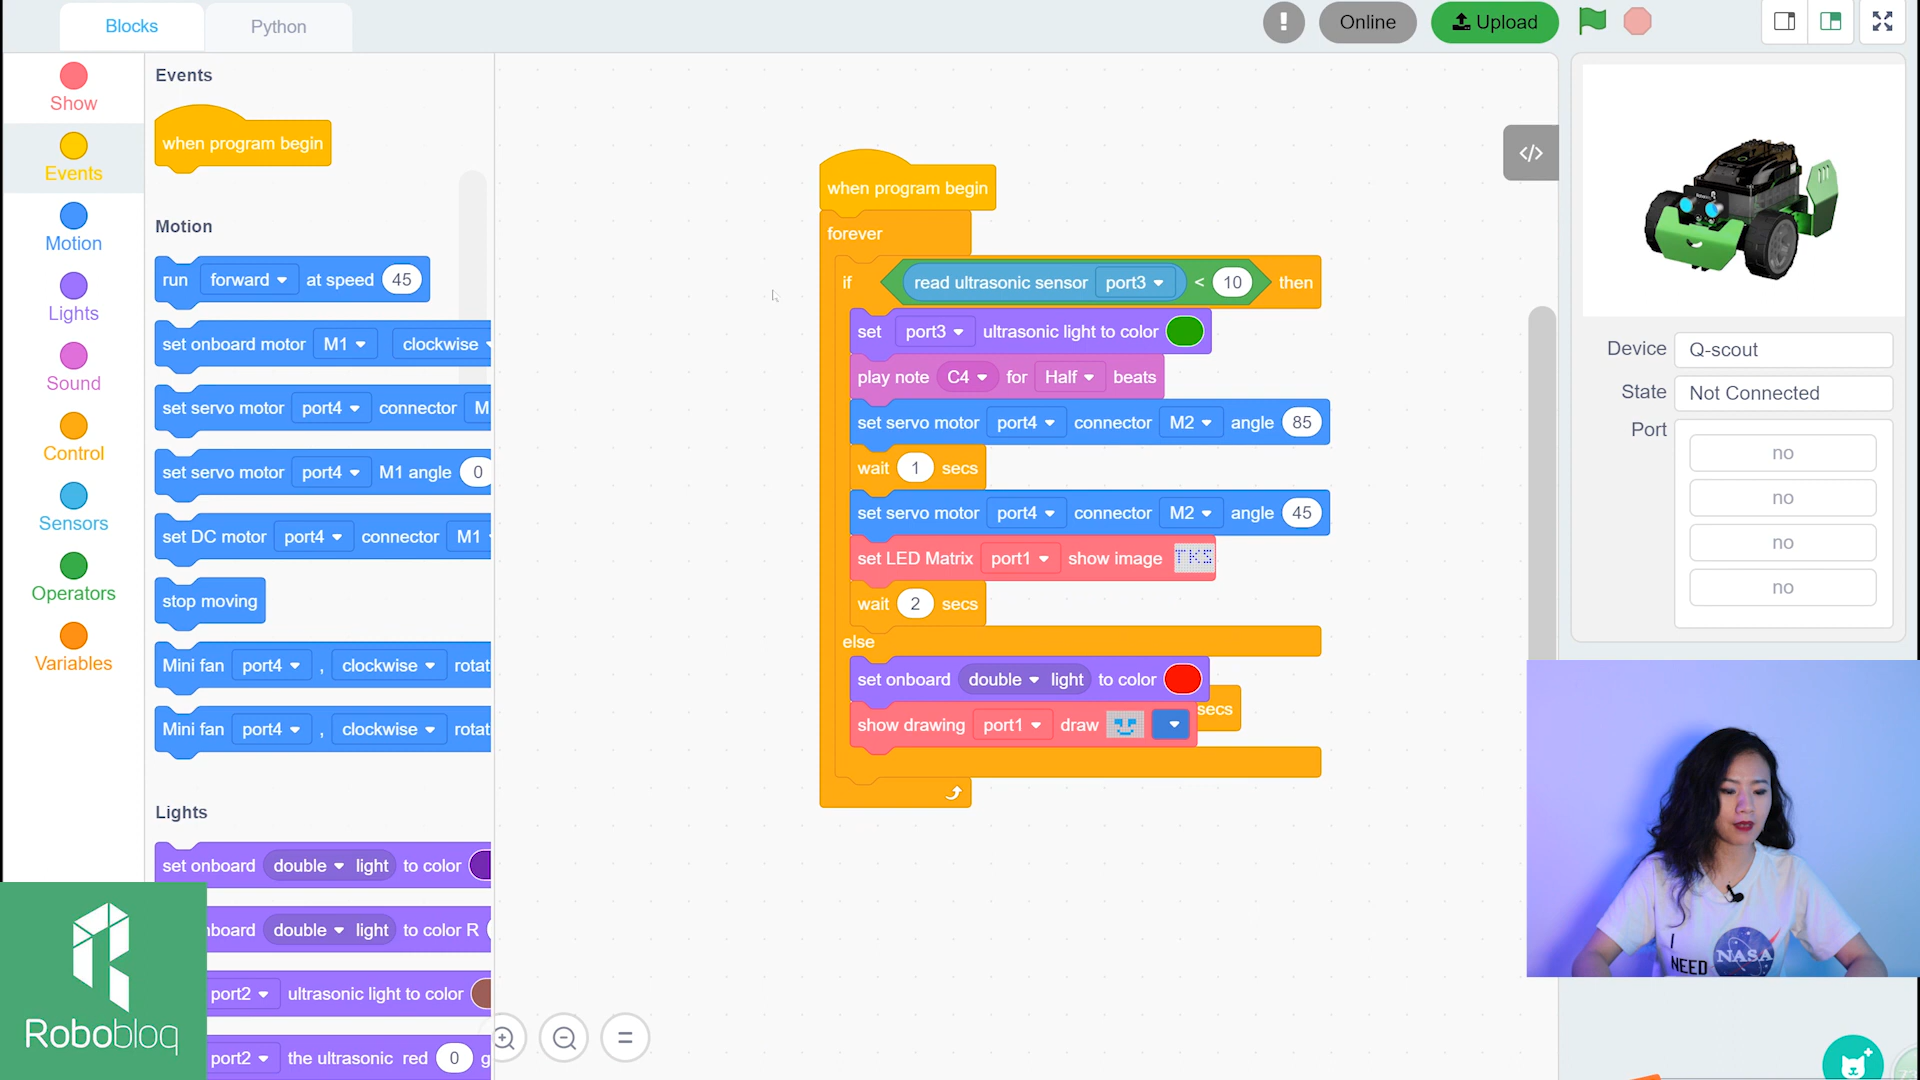 Blocks
Python
Online
Upload
Show
Events
Motion
Lights
Sound
Control
Sensors
Operators
Variables
Events
when program begin
Motion
run forward at speed 45
set onboard motor M1 clockwise
set servo motor port4 connector M
set servo motor port4 M1 angle 0
set DC motor port4 connector M1
stop moving
Mini fan port4 , clockwise rotat
Mini fan port4 , clockwise rotat
Lights
set onboard double light to color
board double light to color R
port2 ultrasonic light to color
port2 the ultrasonic red 0 g
when program begin
forever
if read ultrasonic sensor port3 < 10 then
set port3 ultrasonic light to color
play note C4 for Half beats
set servo motor port4 connector M2 angle 85
wait 1 secs
set servo motor port4 connector M2 angle 45
set LED Matrix port1 show image TKS
wait 2 secs
else
set onboard double light to color
secs
show drawing port1 draw
</>
Device Q-scout
State Not Connected
Port
no
no
no
no
I
NEED
NASA
Robobloq